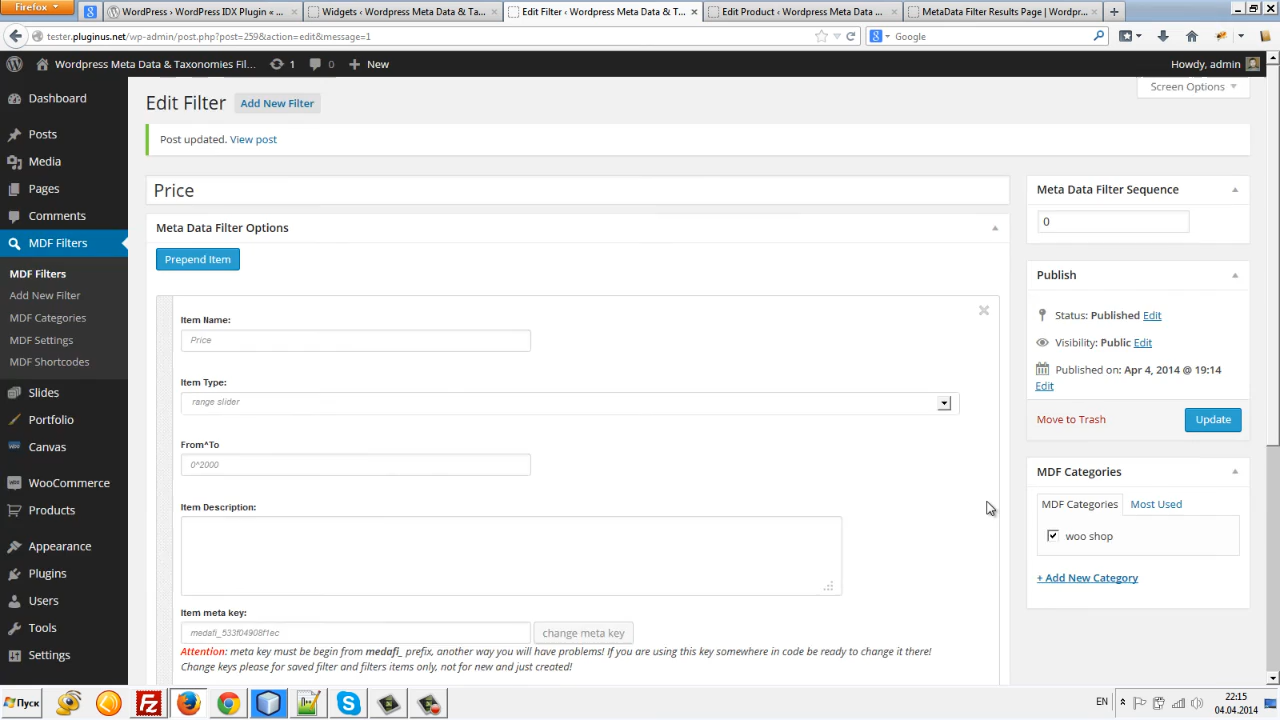 Firefox
WordPress › WordPress IDX Plugin « ...
Widgets ‹ Wordpress Meta Data & Ta...
Edit Filter ‹ Wordpress Meta Data & T...
Edit Product ‹ Wordpress Meta Data ...
MetaData Filter Results Page | Wordpr...
tester.pluginus.net/wp-admin/post.php?post=259&action=edit&message=1
Google
Wordpress Meta Data & Taxonomies Fil...
1
0
New
Howdy, admin
Screen Options
Dashboard
Posts
Media
Pages
Comments
MDF Filters
MDF Filters
Add New Filter
MDF Categories
MDF Settings
MDF Shortcodes
Slides
Portfolio
Canvas
WooCommerce
Products
Appearance
Plugins
Users
Tools
Settings
Edit Filter
Add New Filter
Post updated. View post
Price
Meta Data Filter Options
Prepend Item
Item Name:
Price
Item Type:
range slider
From^To
0^2000
Item Description:
Item meta key:
medafi_533f04908f1ec
change meta key
Attention: meta key must be begin from medafi_ prefix, another way you will have problems! If you are using this key somewhere in code be ready to change it there!
Change keys please for saved filter and filters items only, not for new and just created!
Meta Data Filter Sequence
0
Publish
Status: Published Edit
Visibility: Public Edit
Published on: Apr 4, 2014 @ 19:14
Edit
Move to Trash
Update
MDF Categories
MDF Categories
Most Used
woo shop
+ Add New Category
Пуск
EN
22:15
04.04.2014